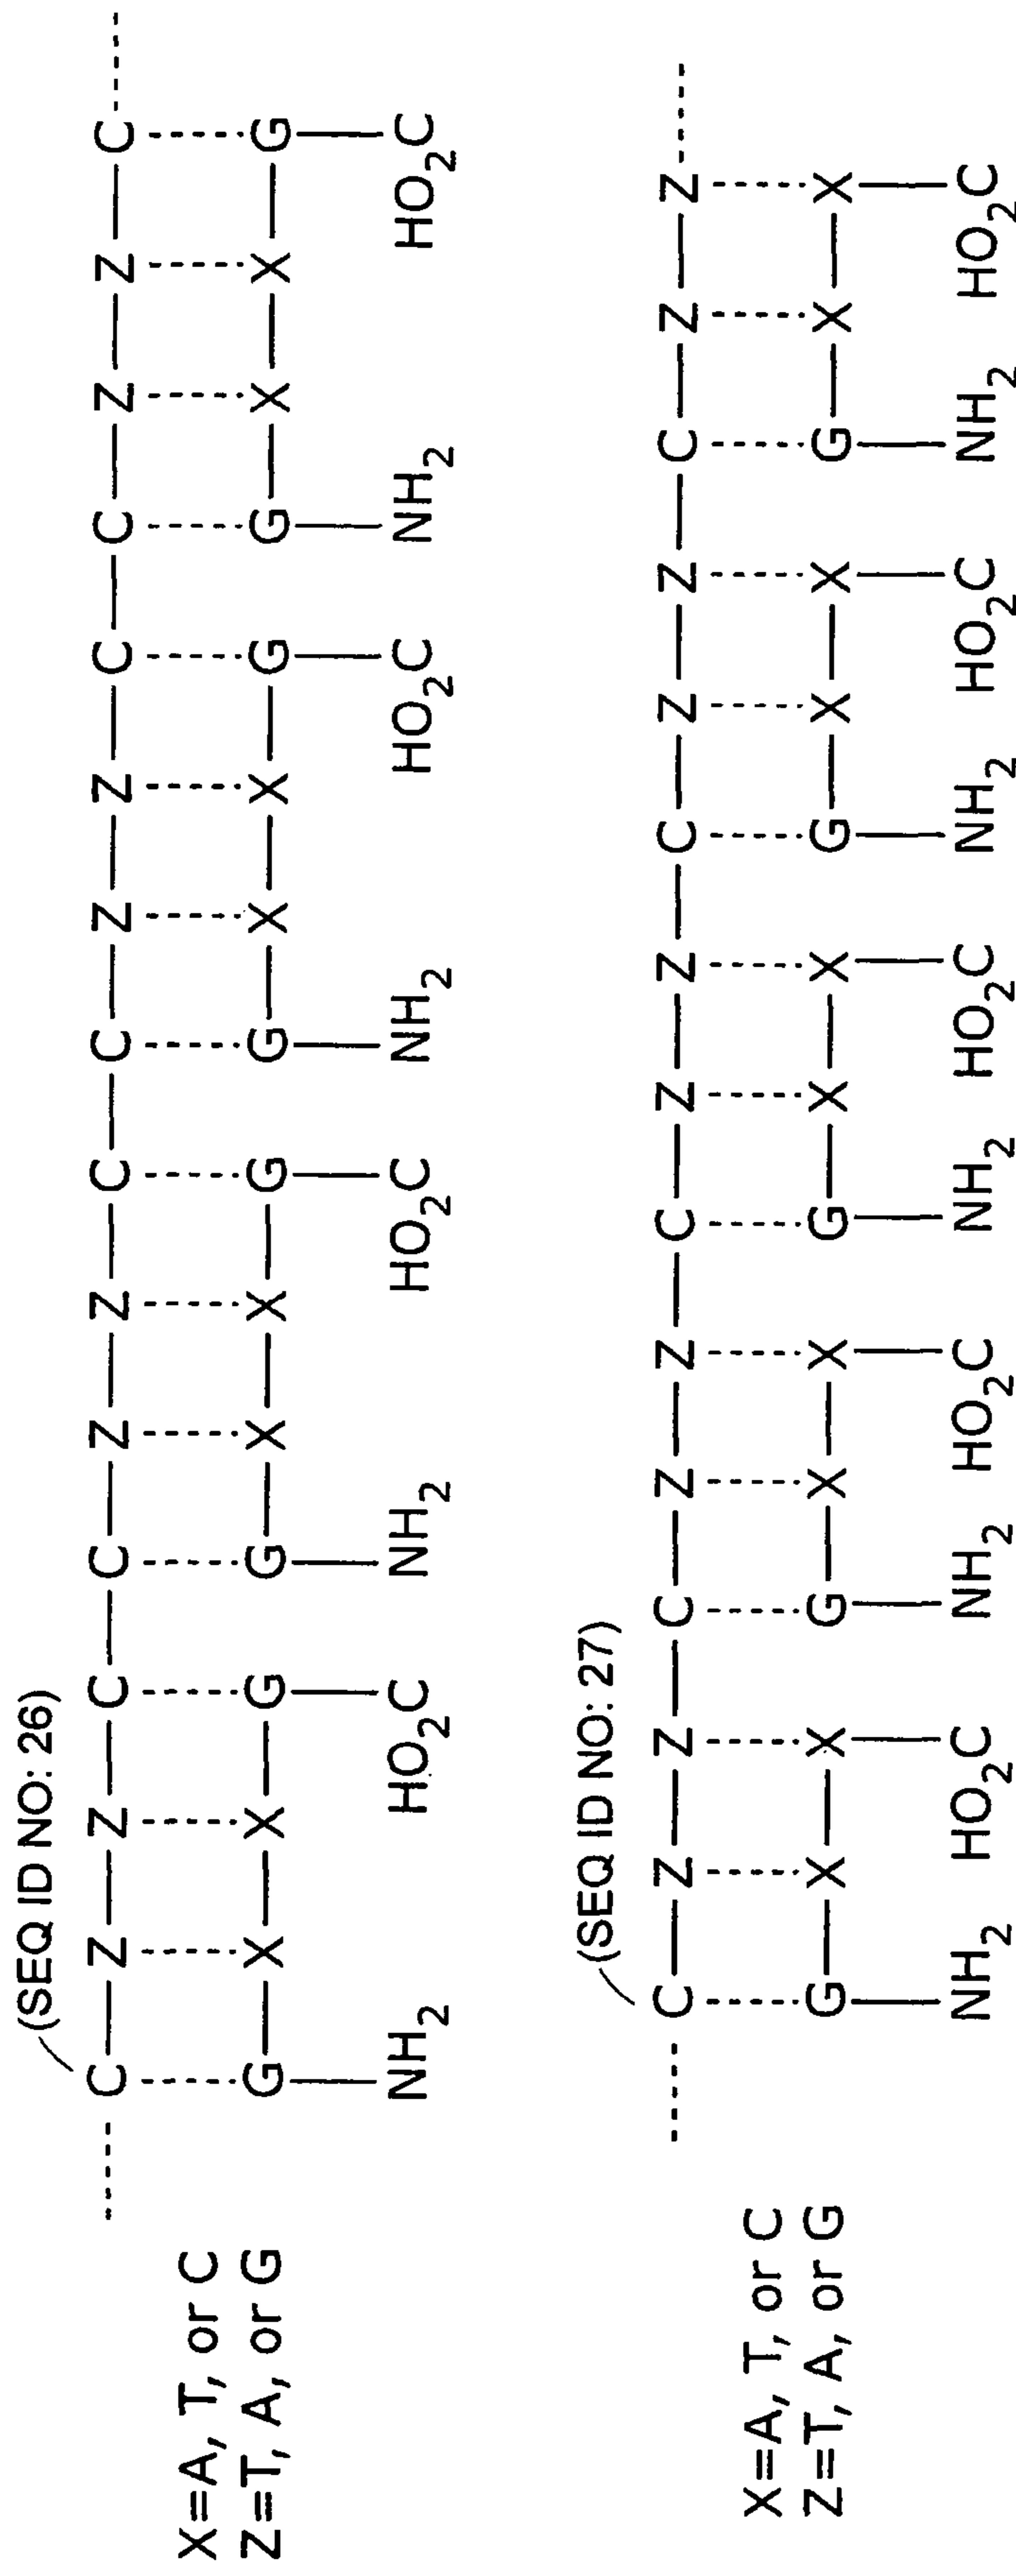 (SEQ ID NO: 26)
C—Z—Z—C—C—Z—Z—C—C—Z—Z—C—C—Z—Z—C
G—X—X—G G—X—X—G G—X—X—G G—X—X—G
NH2 HO2C NH2 HO2C NH2 HO2C NH2 HO2C
X=A, T, or C
Z=T, A, or G
(SEQ ID NO: 27)
C—Z—Z—C—Z—Z—C—Z—Z—C—Z—Z—C—Z—Z
G—X—X G—X—X G—X—X G—X—X G—X—X
NH2 HO2C NH2 HO2C NH2 HO2C NH2 HO2C NH2 HO2C
X=A, T, or C
Z=T, A, or G